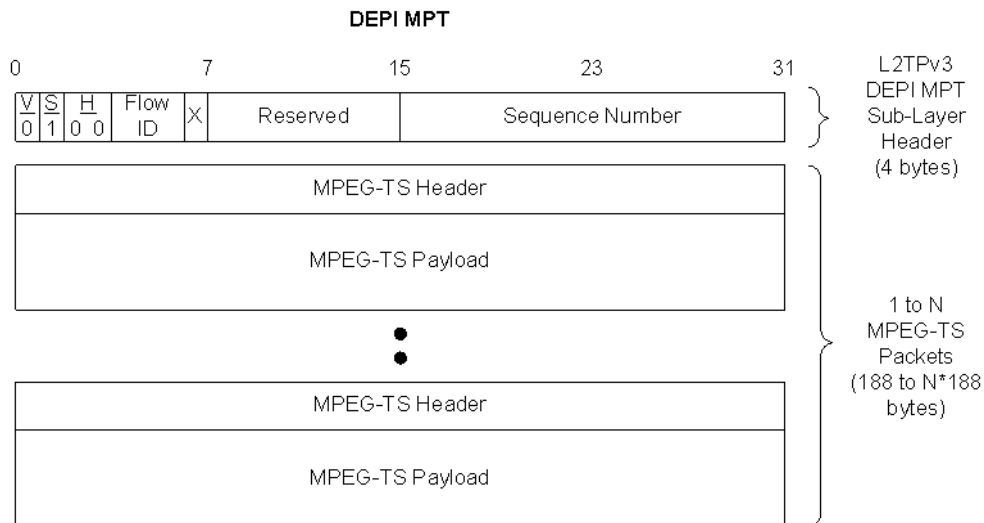 DEPI MPT
0 7 15 23 31
V S H Flow X Reserved Sequence Number
0 1 0 0 ID
L2TPv3
DEPI MPT
Sub-Layer
Header
(4 bytes)
MPEG-TS Header
MPEG-TS Payload
MPEG-TS Header
MPEG-TS Payload
1 to N
MPEG-TS
Packets
(188 to N*188
bytes)